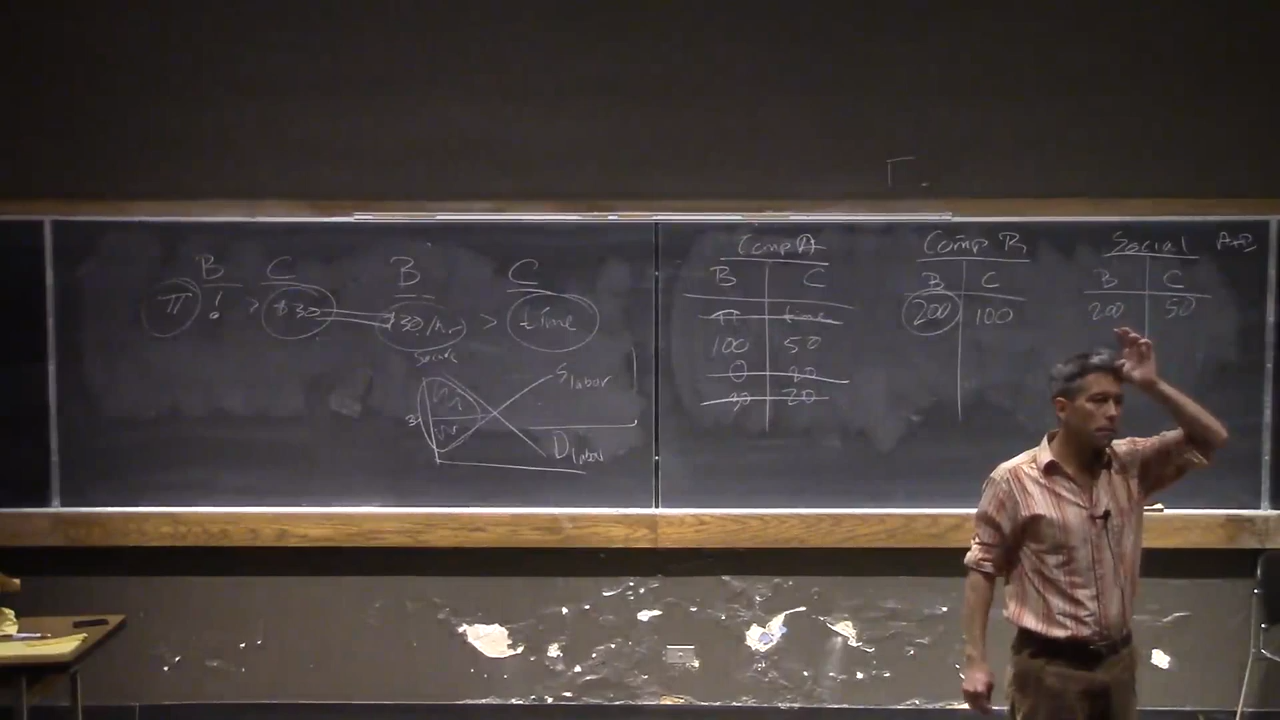 B C B C
π ! > $30 $30/hr > time
Slabor
3
Dlabor
Comp A
B C
π time
100 50
0 20
30 20
Comp B
B C
200 100
Social A+B
B C
200 50